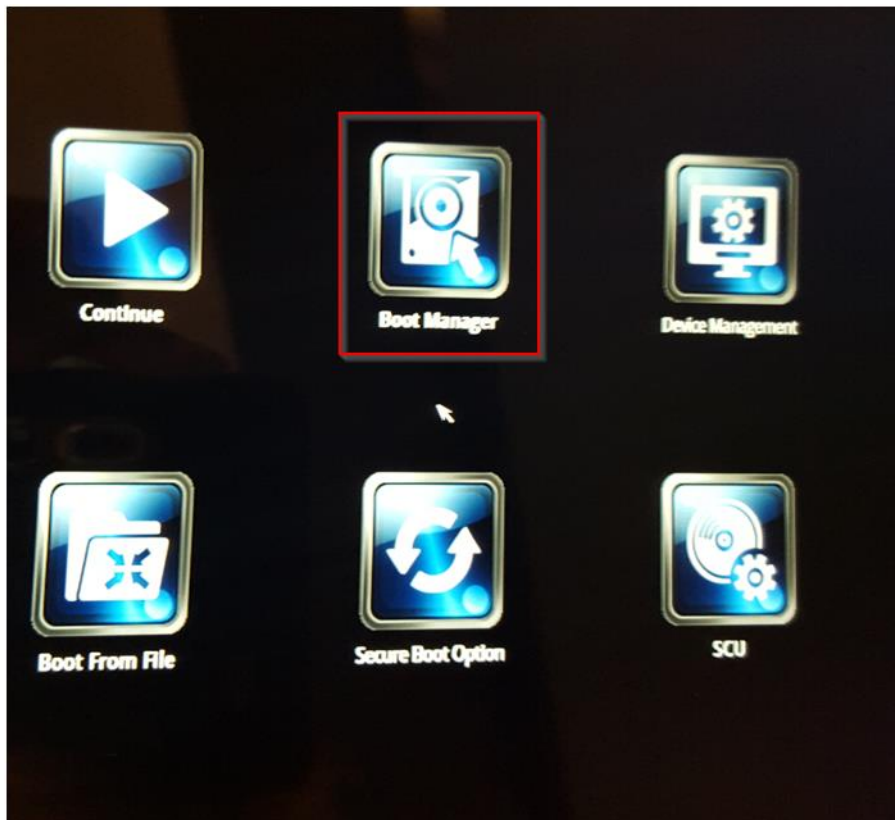 Continue
Boot Manager
Device Management
Boot From File
Secure Boot Option
SCU